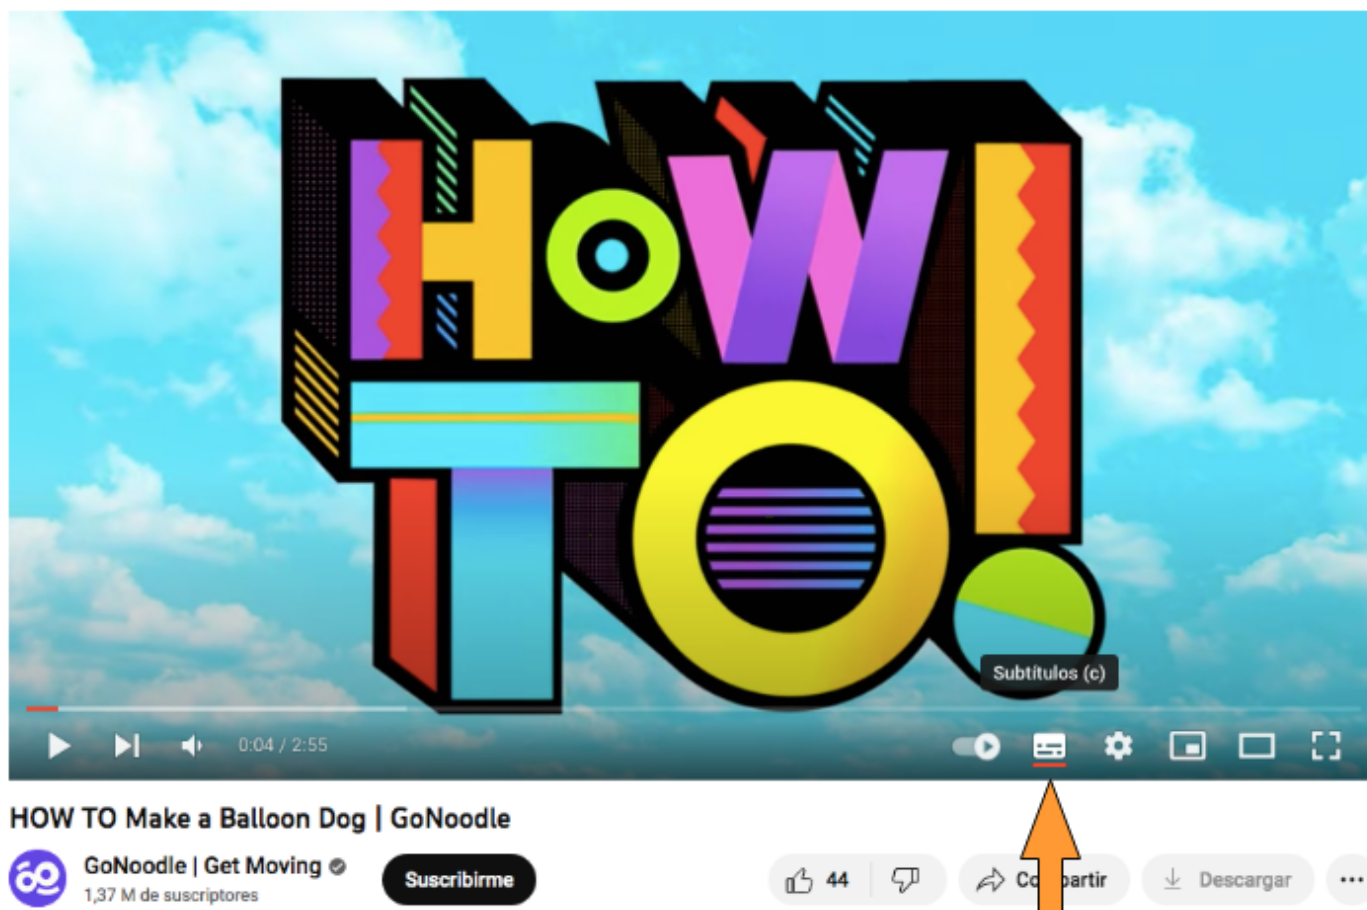 HOW
TO!
Subtítulos (c)
0:04 / 2:55
HOW TO Make a Balloon Dog | GoNoodle
GoNoodle | Get Moving
1,37 M de suscriptores
Suscribirme
44
Co partir
Descargar